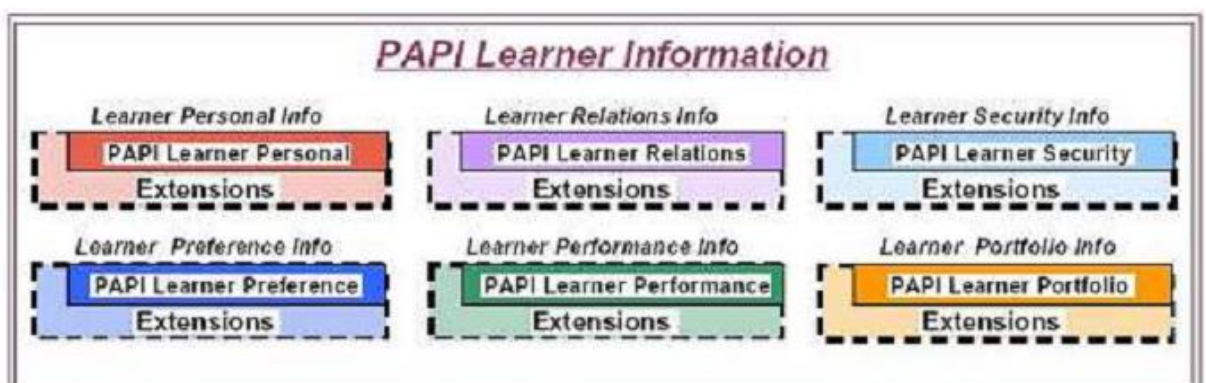 PAPI Learner Information
Learner Personal Info
PAPI Learner Personal
Extensions
Learner Relations Info
PAPI Learner Relations
Extensions
Learner Security Info
PAPI Learner Security
Extensions
Learner Preference Info
PAPI Learner Preference
Extensions
Learner Performance Info
PAPI Learner Performance
Extensions
Learner Portfolio Info
PAPI Learner Portfolio
Extensions